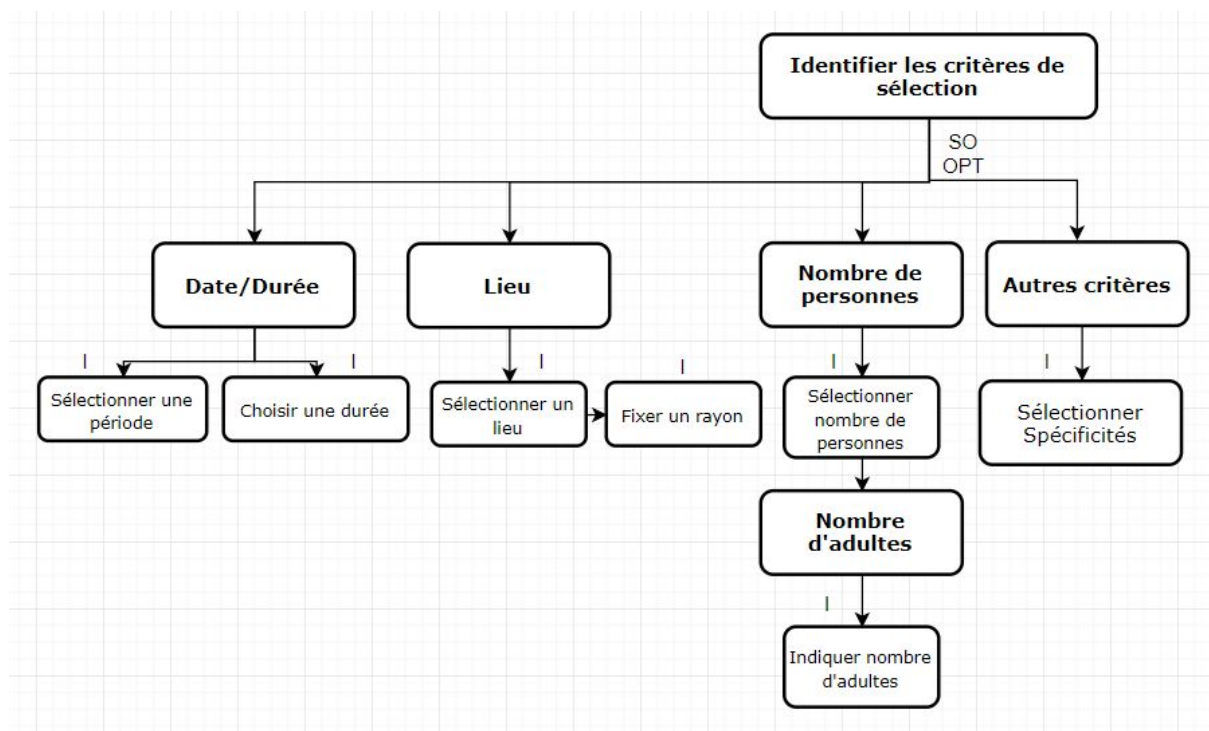 Identifier les critères de
sélection
SO
OPT
Date/Durée
Lieu
Nombre de
personnes
Autres critères
I
I
I
I
I
I
Sélectionner une
période
Choisir une durée
Sélectionner un
lieu
Fixer un rayon
Sélectionner
nombre de
personnes
Sélectionner
Spécificités
Nombre
d'adultes
I
Indiquer nombre
d'adultes